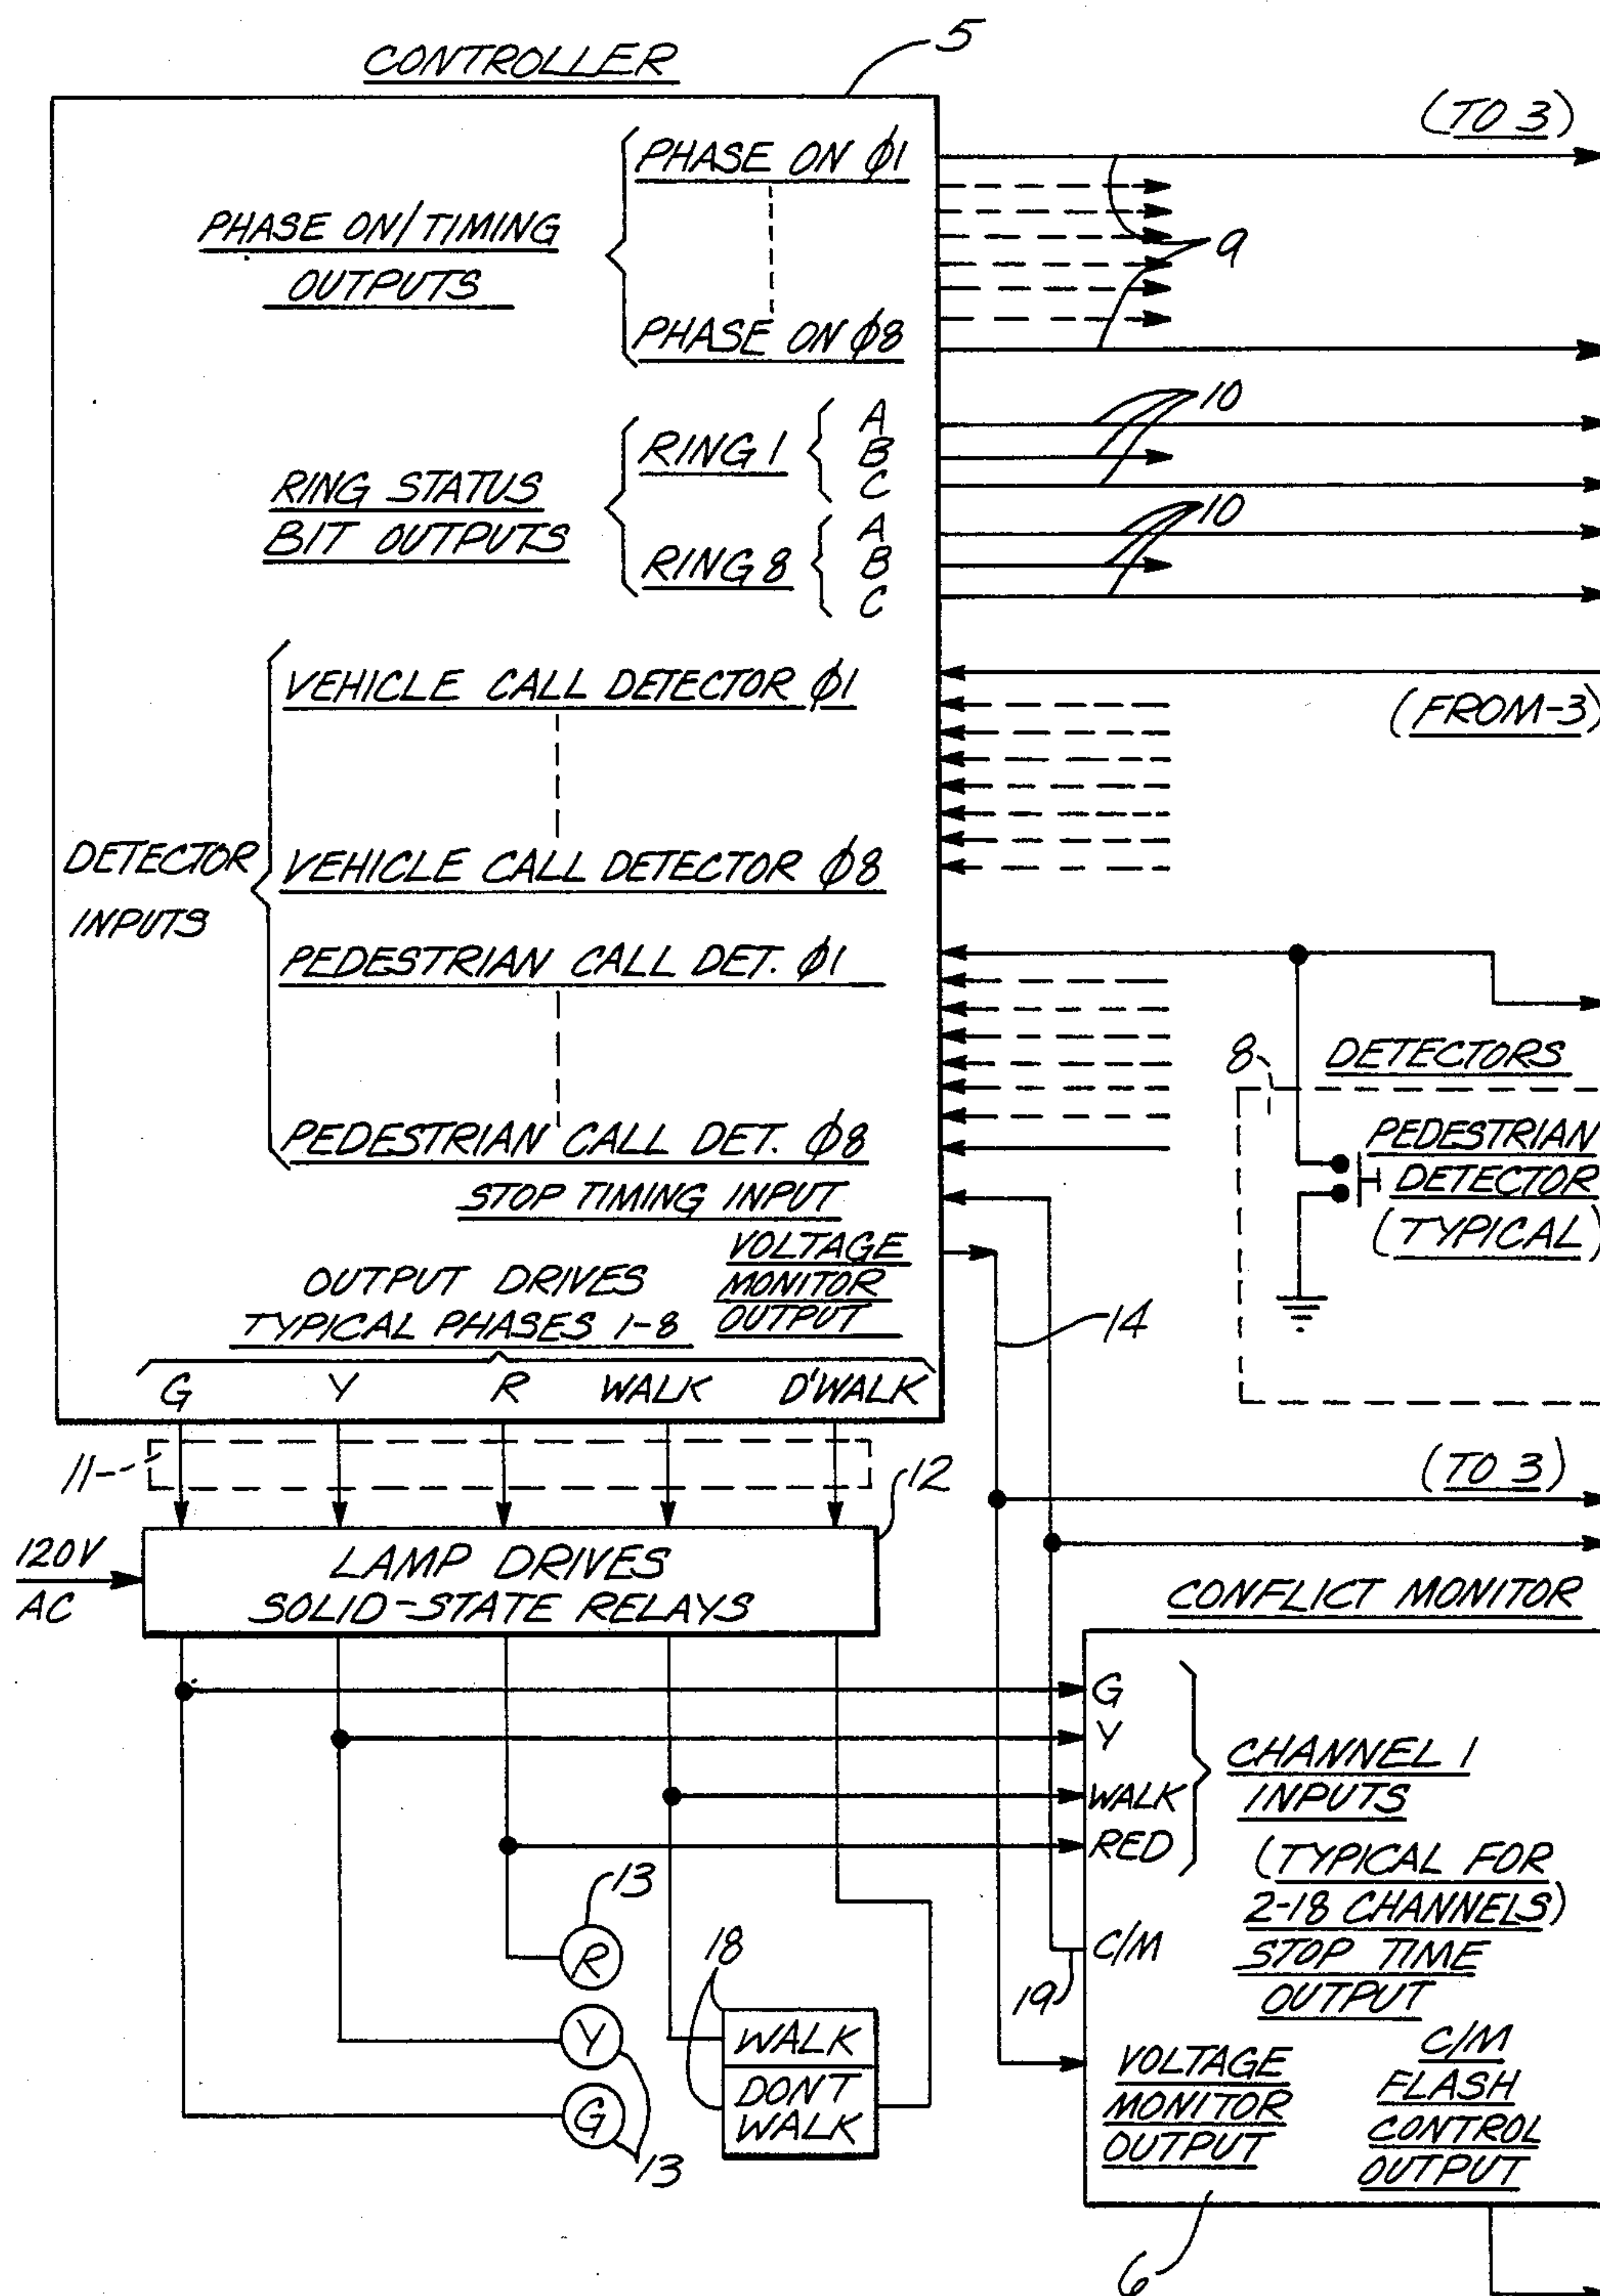 CONTROLLER
5
(TO 3)
PHASE ON φ1
PHASE ON/TIMING
OUTPUTS
9
PHASE ON φ8
10
RING STATUS
BIT OUTPUTS
RING 1
A
B
C
10
RING 8
A
B
C
VEHICLE CALL DETECTOR φ1
(FROM-3)
DETECTOR
INPUTS
VEHICLE CALL DETECTOR φ8
PEDESTRIAN CALL DET. φ1
8
DETECTORS
PEDESTRIAN
DETECTOR
(TYPICAL)
PEDESTRIAN CALL DET. φ8
STOP TIMING INPUT
VOLTAGE
MONITOR
OUTPUT
OUTPUT DRIVES
TYPICAL PHASES 1-8
14
G Y R WALK D'WALK
11
12
(TO 3)
120V
AC
LAMP DRIVES
SOLID-STATE RELAYS
CONFLICT MONITOR
G
Y
WALK
RED
CHANNEL 1
INPUTS
(TYPICAL FOR
2-18 CHANNELS)
STOP TIME
OUTPUT
C/M
19
13
R
Y
G
13
18
WALK
DONT
WALK
VOLTAGE
MONITOR
OUTPUT
C/M
FLASH
CONTROL
OUTPUT
6